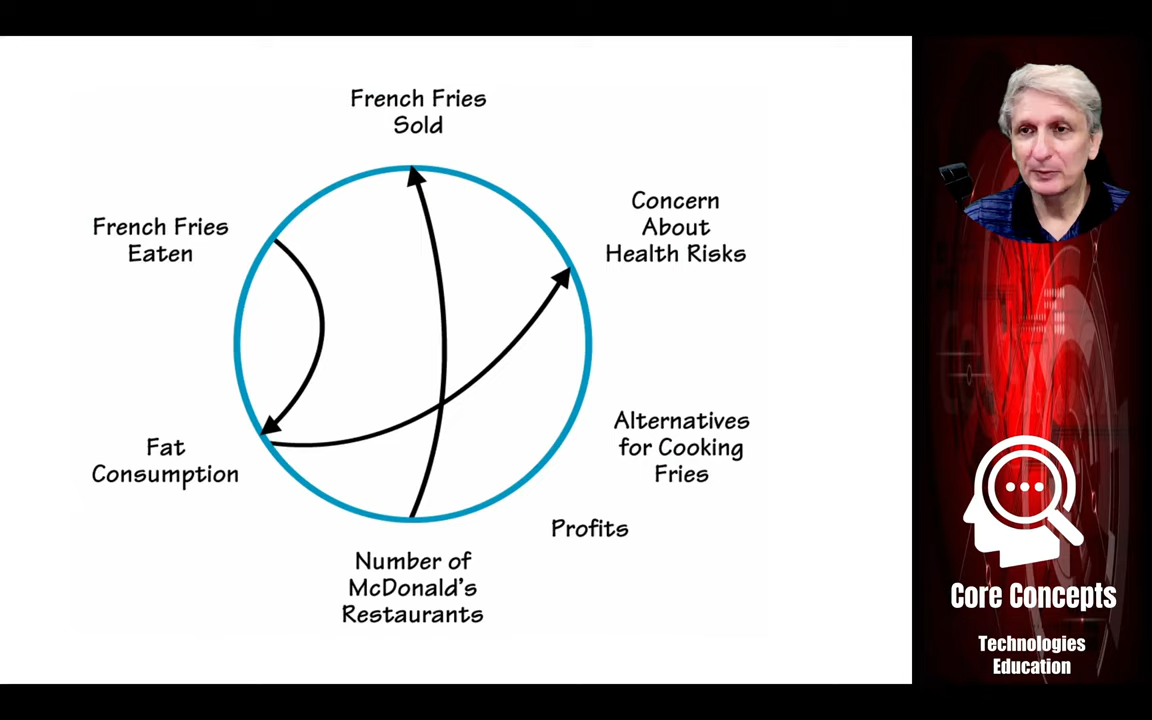 French Fries
Sold
Concern
About
Health Risks
French Fries
Eaten
Alternatives
for Cooking
Fries
Fat
Consumption
Profits
Number of
McDonald's
Restaurants
Core Concepts
Technologies
Education